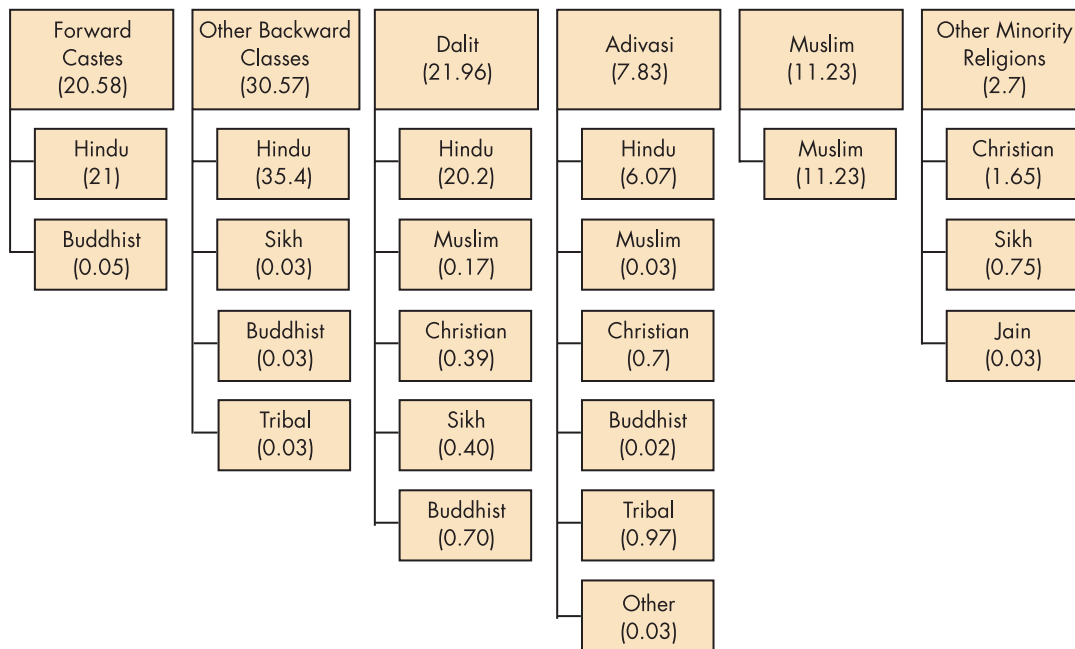 Forward
Castes
(20.58)
Hindu
(21)
Buddhist
(0.05)
Other Backward
Classes
(30.57)
Hindu
(35.4)
Sikh
(0.03)
Buddhist
(0.03)
Tribal
(0.03)
Dalit
(21.96)
Hindu
(20.2)
Muslim
(0.17)
Christian
(0.39)
Sikh
(0.40)
Buddhist
(0.70)
Adivasi
(7.83)
Hindu
(6.07)
Muslim
(0.03)
Christian
(0.7)
Buddhist
(0.02)
Tribal
(0.97)
Other
(0.03)
Muslim
(11.23)
Muslim
(11.23)
Other Minority
Religions
(2.7)
Christian
(1.65)
Sikh
(0.75)
Jain
(0.03)